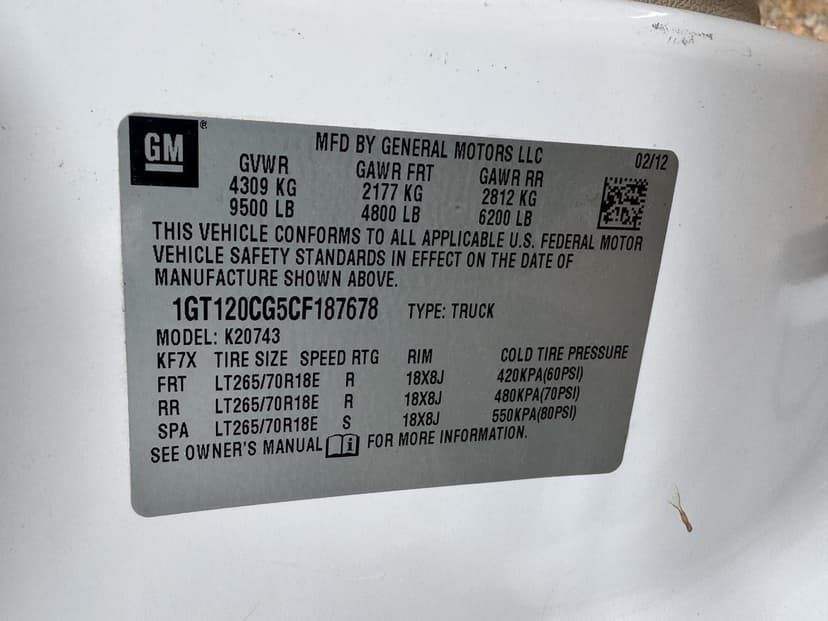 GM®
MFD BY GENERAL MOTORS LLC 02/12
GVWR GAWR FRT GAWR RR
4309 KG 2177 KG 2812 KG
9500 LB 4800 LB 6200 LB
THIS VEHICLE CONFORMS TO ALL APPLICABLE U.S. FEDERAL MOTOR
VEHICLE SAFETY STANDARDS IN EFFECT ON THE DATE OF
MANUFACTURE SHOWN ABOVE.
1GT120CG5CF187678 TYPE: TRUCK
MODEL: K20743
KF7X TIRE SIZE SPEED RTG RIM COLD TIRE PRESSURE
FRT LT265/70R18E R 18X8J 420KPA(60PSI)
RR LT265/70R18E R 18X8J 480KPA(70PSI)
SPA LT265/70R18E S 18X8J 550KPA(80PSI)
SEE OWNER'S MANUAL i FOR MORE INFORMATION.